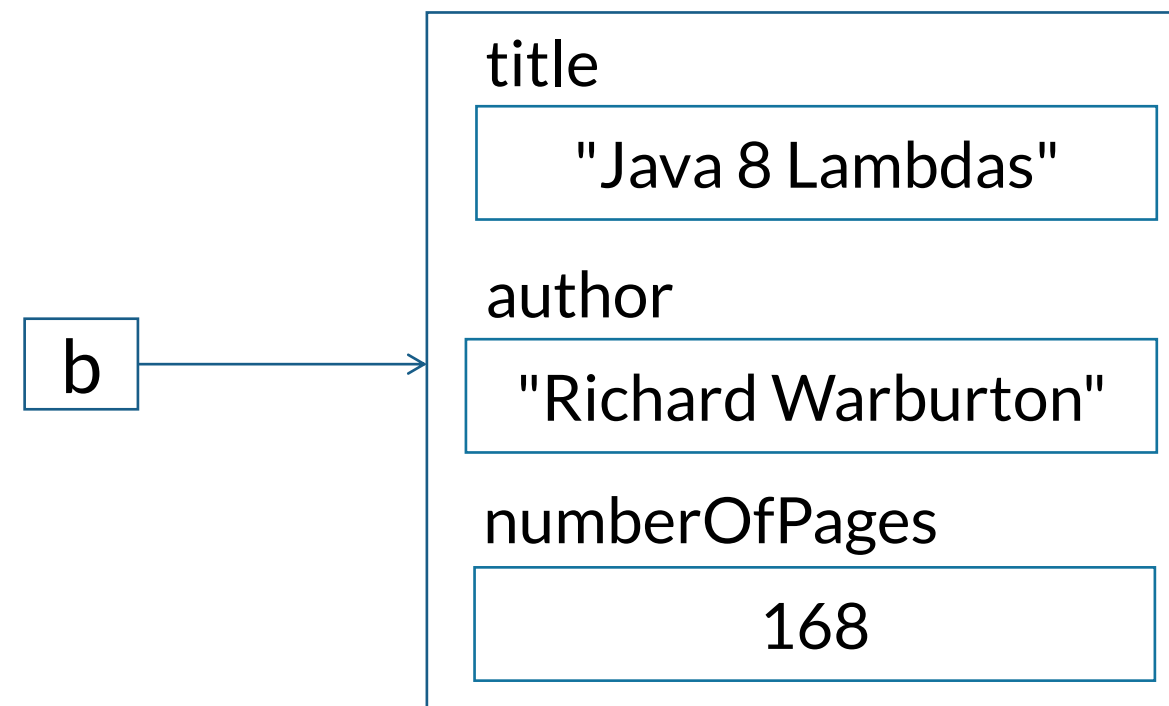 title
"Java 8 Lambdas"
author
b
"Richard Warburton"
numberOfPages
168